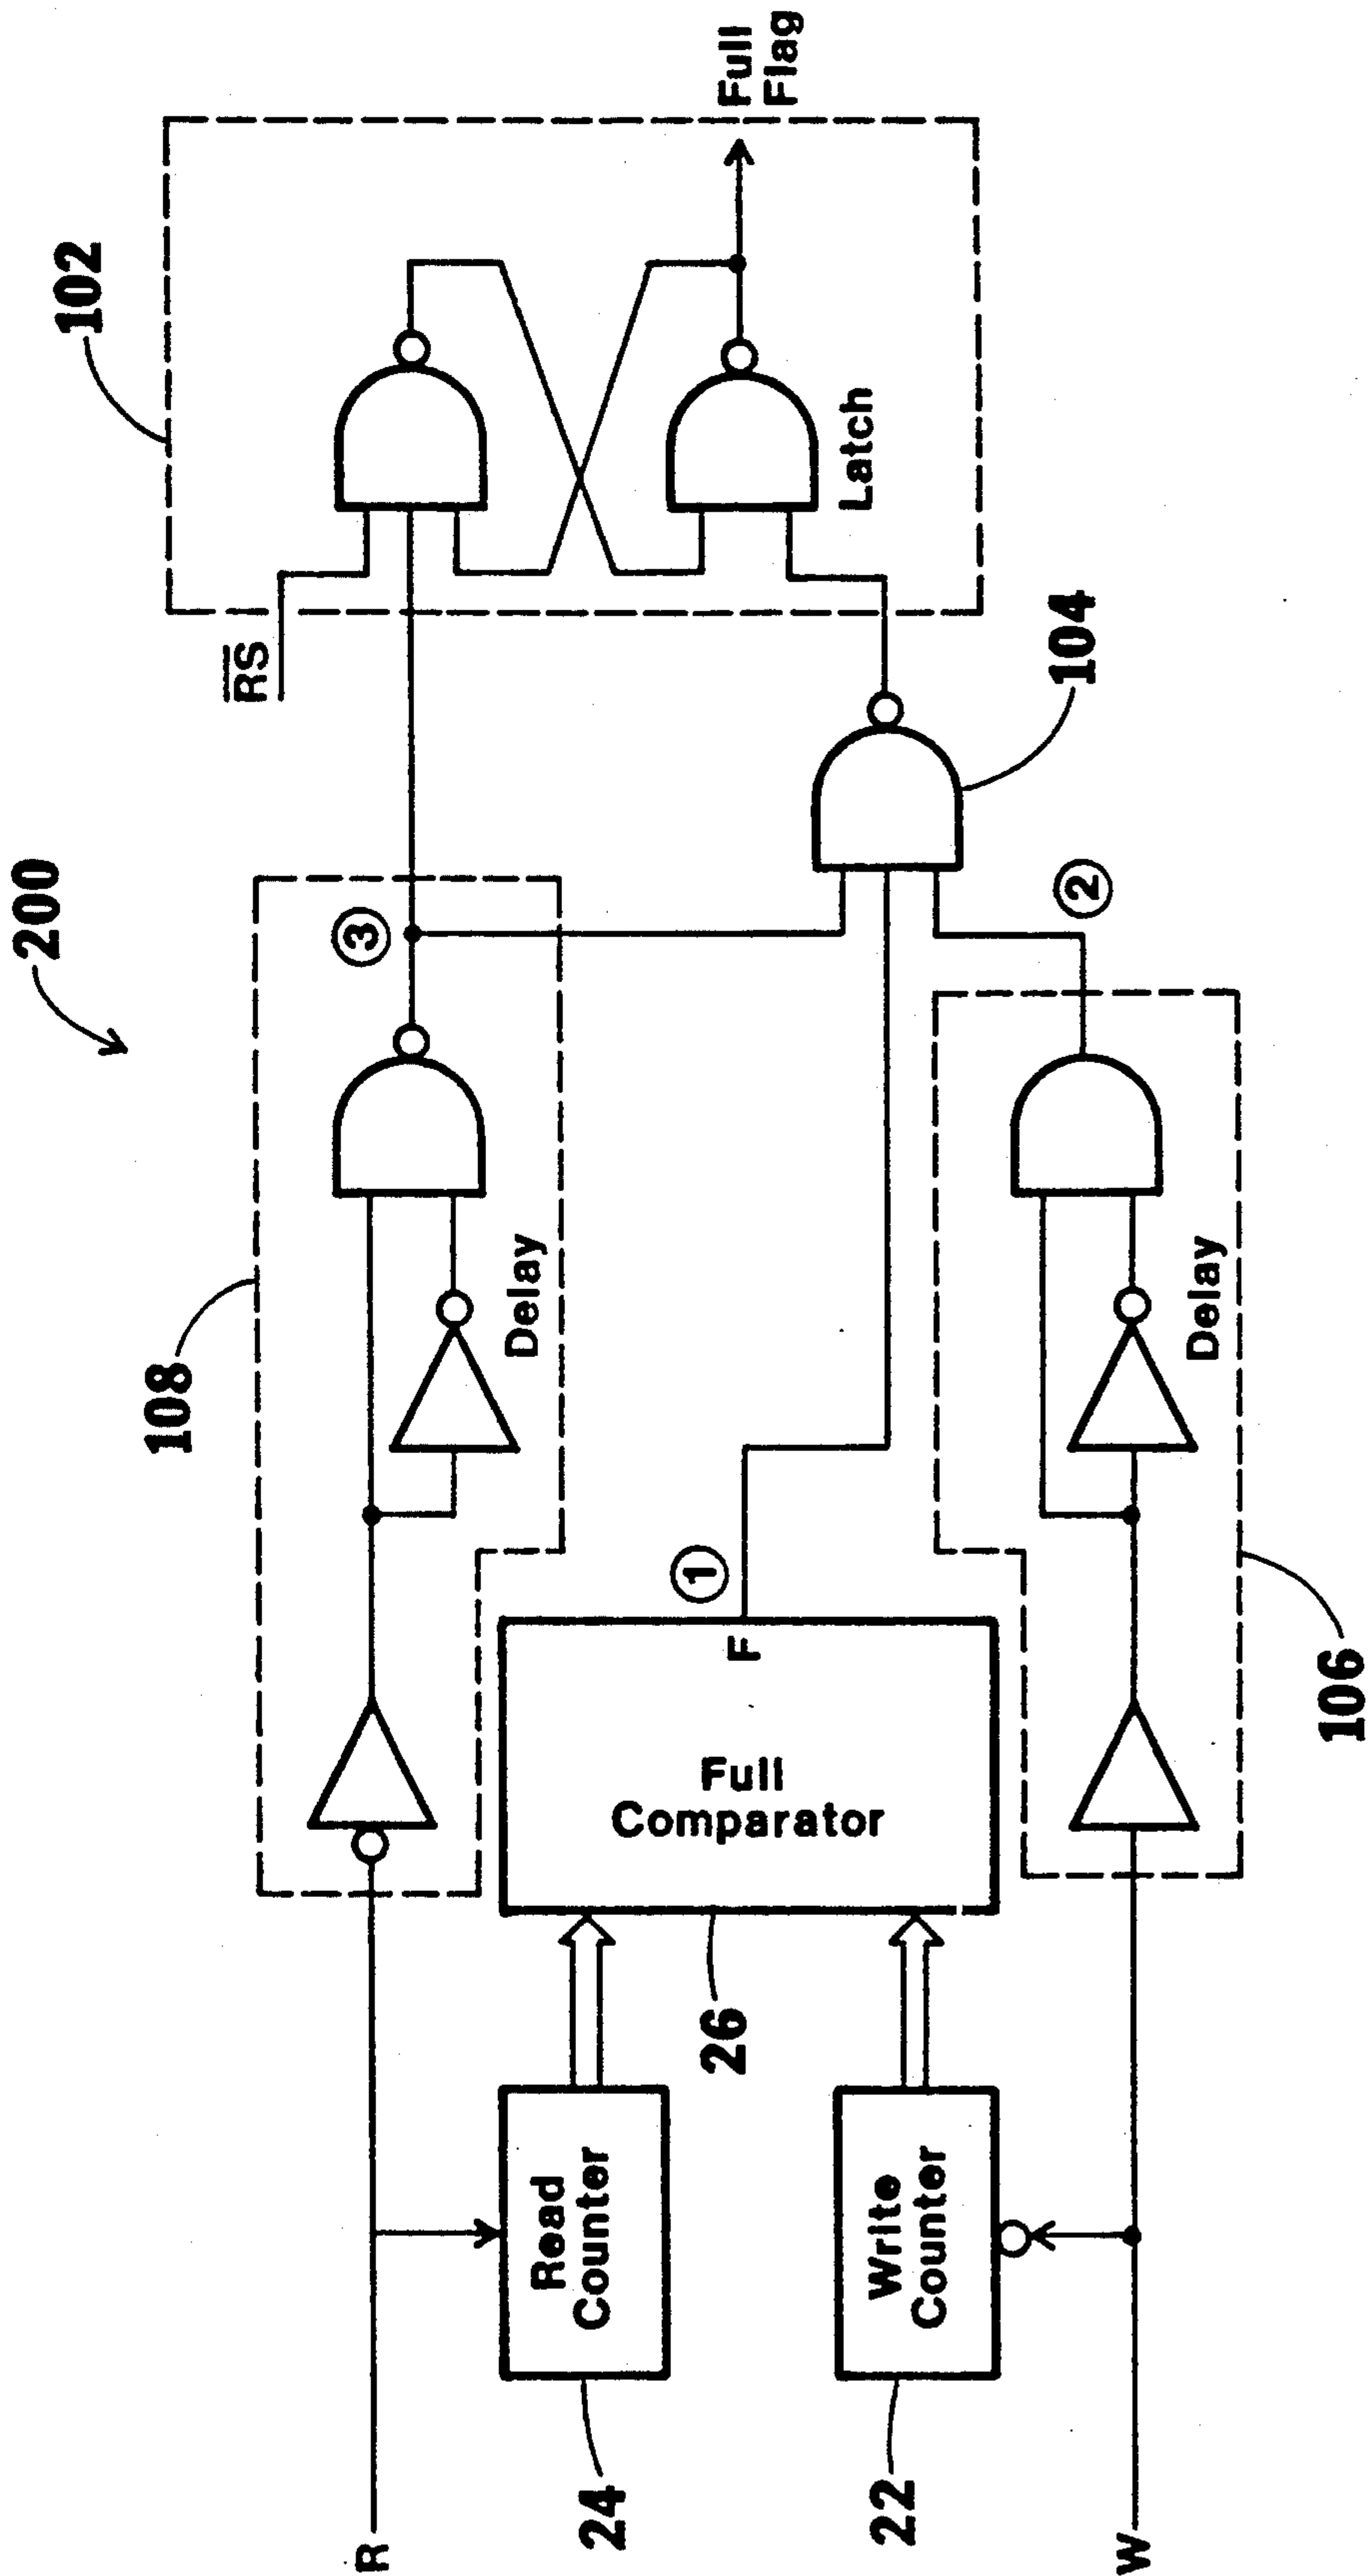 200
102
108
R̅S̅
③
Full
Flag
Latch
Delay
R
24
Read
Counter
①
F
Full
Comparator
26
104
②
22
Write
Counter
Delay
106
W